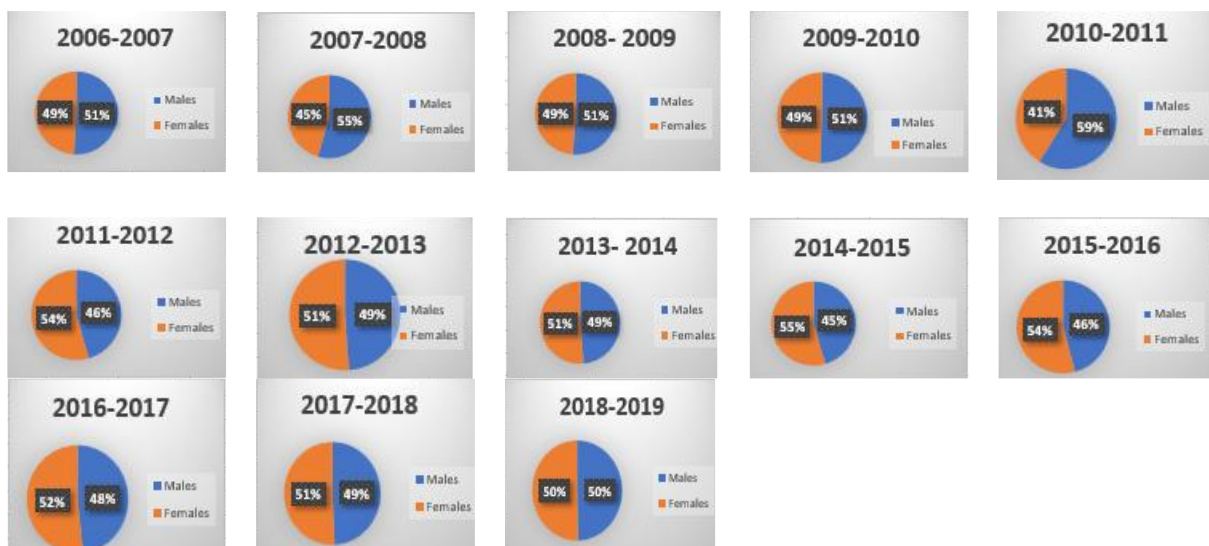 2006-2007
49% 51%
Males
Females
2007-2008
45% 55%
Males
Females
2008- 2009
49% 51%
Males
Females
2009-2010
49% 51%
Males
Females
2010-2011
41% 59%
Males
Females
2011-2012
54% 46%
Males
Females
2012-2013
51% 49%
Males
Females
2013- 2014
51% 49%
Males
Females
2014-2015
55% 45%
Males
Females
2015-2016
54% 46%
Males
Females
2016-2017
52% 48%
Males
Females
2017-2018
51% 49%
Males
Females
2018-2019
50% 50%
Males
Females